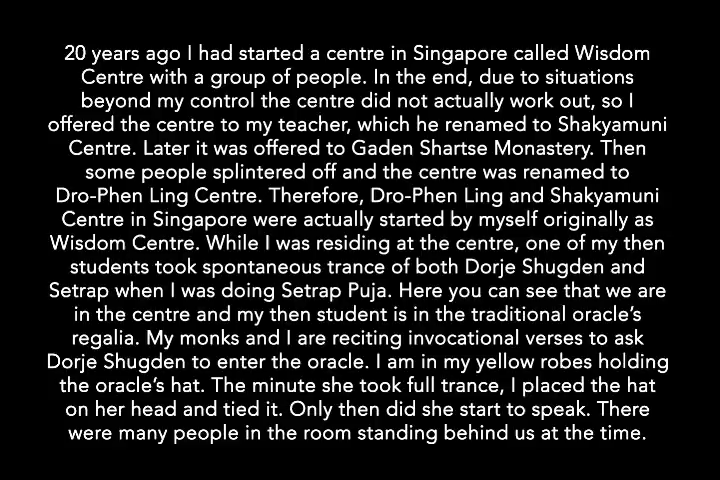 20 years ago I had started a centre in Singapore called Wisdom
Centre with a group of people. In the end, due to situations
beyond my control the centre did not actually work out, so I
offered the centre to my teacher, which he renamed to Shakyamuni
Centre. Later it was offered to Gaden Shartse Monastery. Then
some people splintered off and the centre was renamed to
Dro-Phen Ling Centre. Therefore, Dro-Phen Ling and Shakyamuni
Centre in Singapore were actually started by myself originally as
Wisdom Centre. While I was residing at the centre, one of my then
students took spontaneous trance of both Dorje Shugden and
Setrap when I was doing Setrap Puja. Here you can see that we are
in the centre and my then student is in the traditional oracle’s
regalia. My monks and I are reciting invocational verses to ask
Dorje Shugden to enter the oracle. I am in my yellow robes holding
the oracle’s hat. The minute she took full trance, I placed the hat
on her head and tied it. Only then did she start to speak. There
were many people in the room standing behind us at the time.